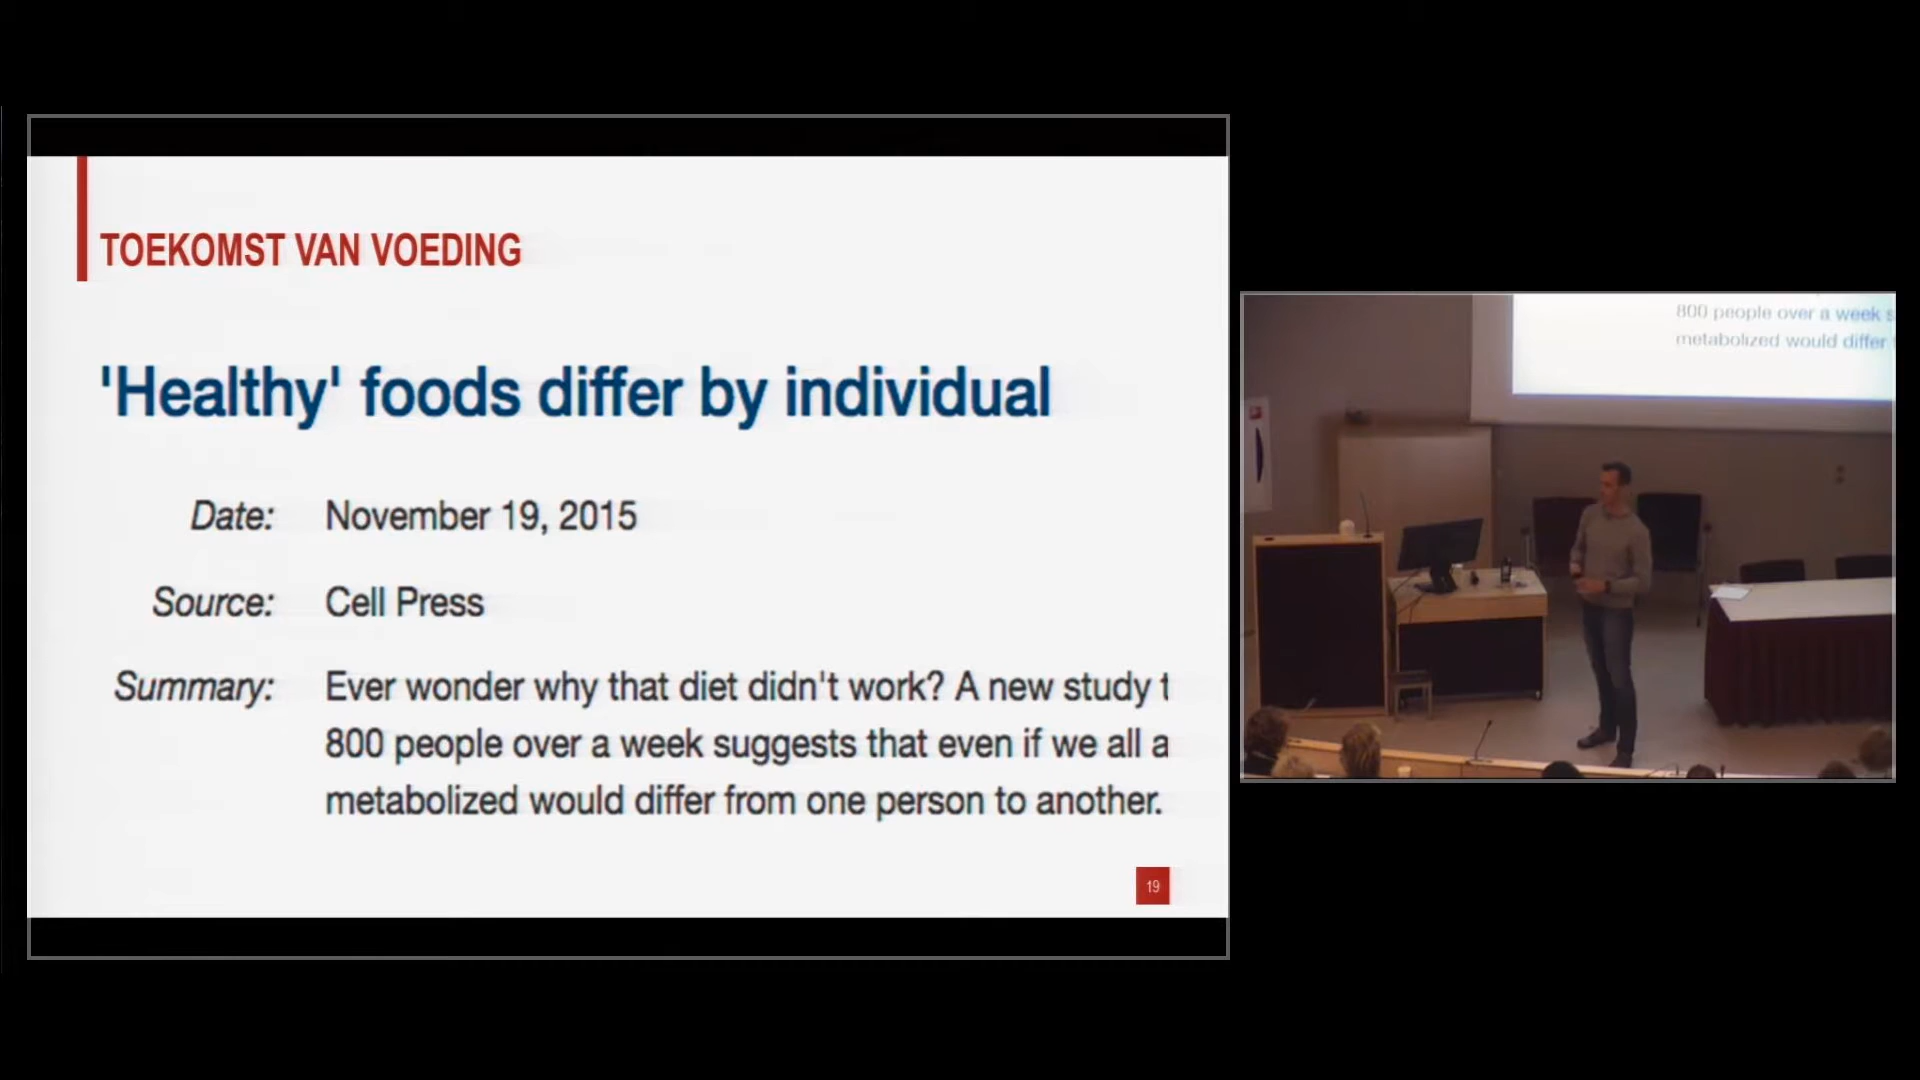 TOEKOMST VAN VOEDING
'Healthy' foods differ by individual
Date: November 19, 2015
Source: Cell Press
Summary: Ever wonder why that diet didn't work? A new study t
800 people over a week suggests that even if we all a
metabolized would differ from one person to another.
19
800 people over a week s
metabolized would differ